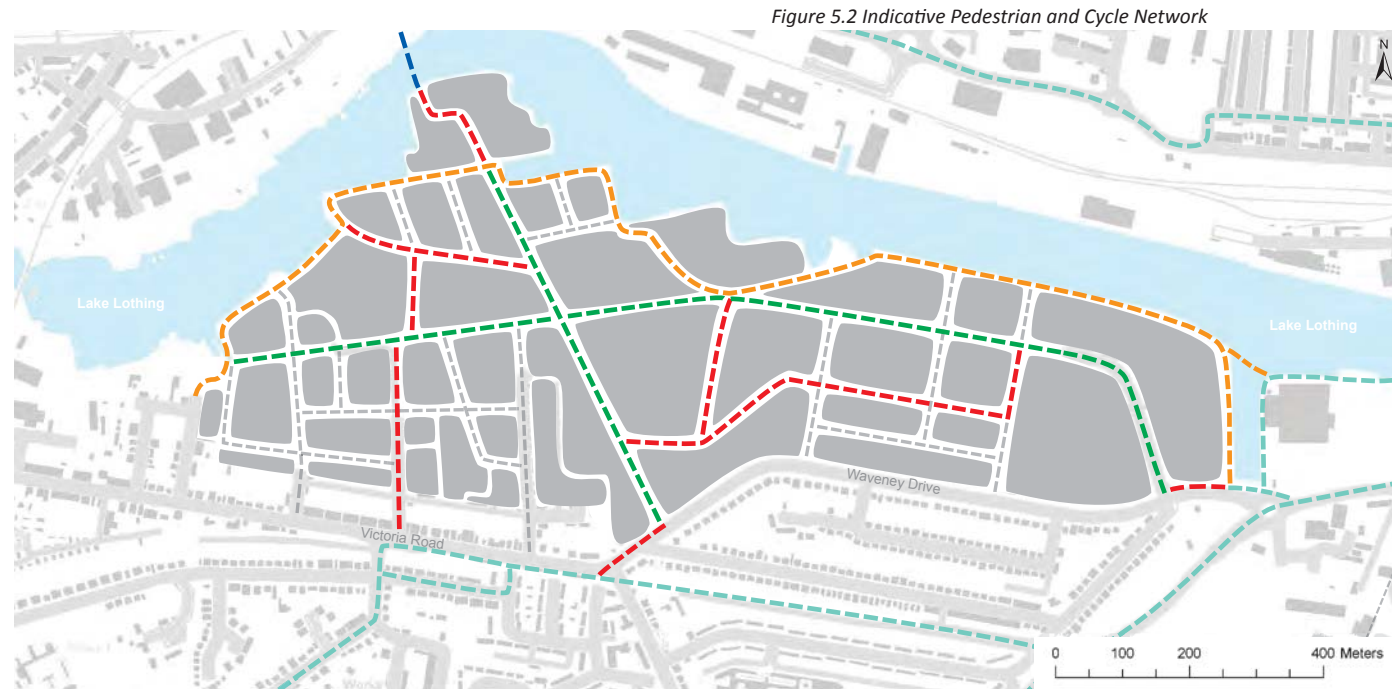 Figure 5.2 Indicative Pedestrian and Cycle Network
N
Lake Lothing
Lake Lothing
Waveney Drive
Victoria Road
0 100 200 400 Meters